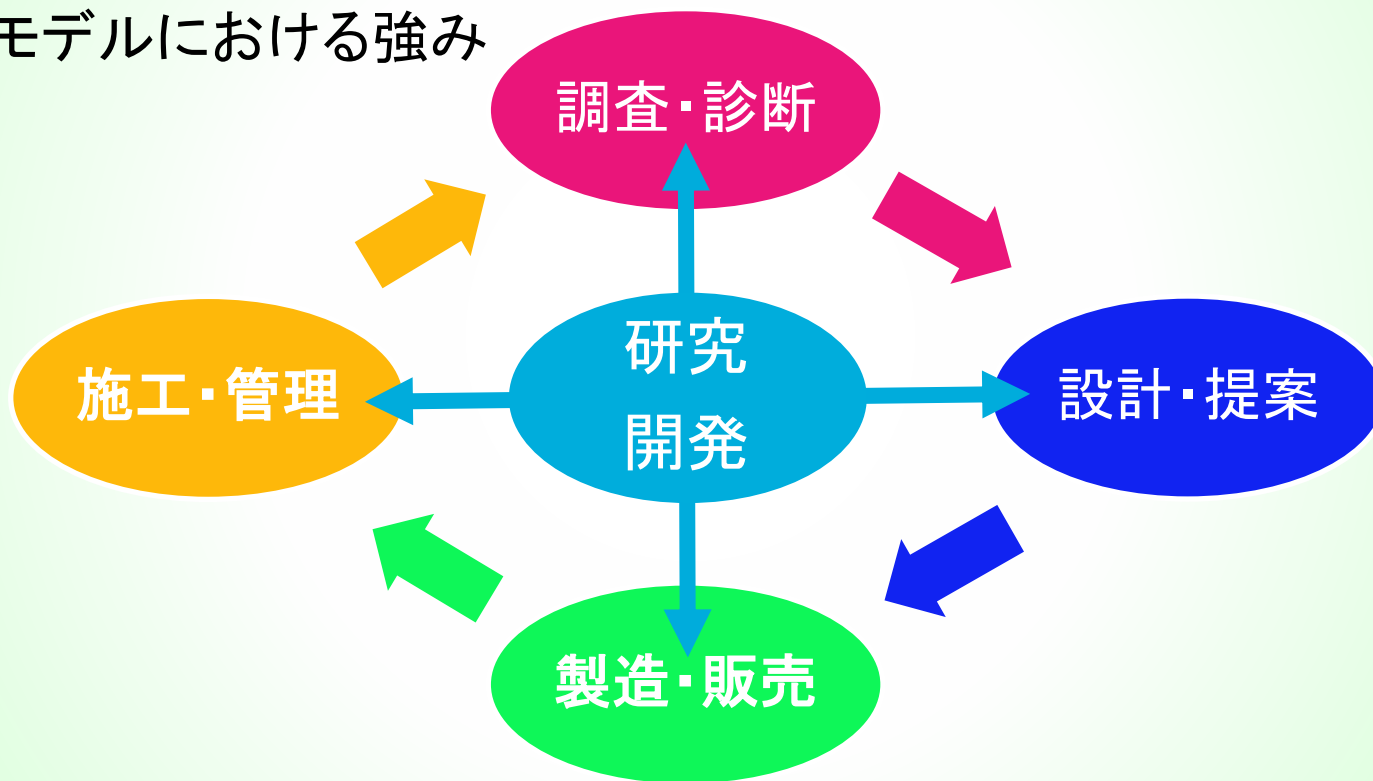 モデルにおける強み
調査・診断
研究
開発
施工・管理
設計・提案
製造・販売